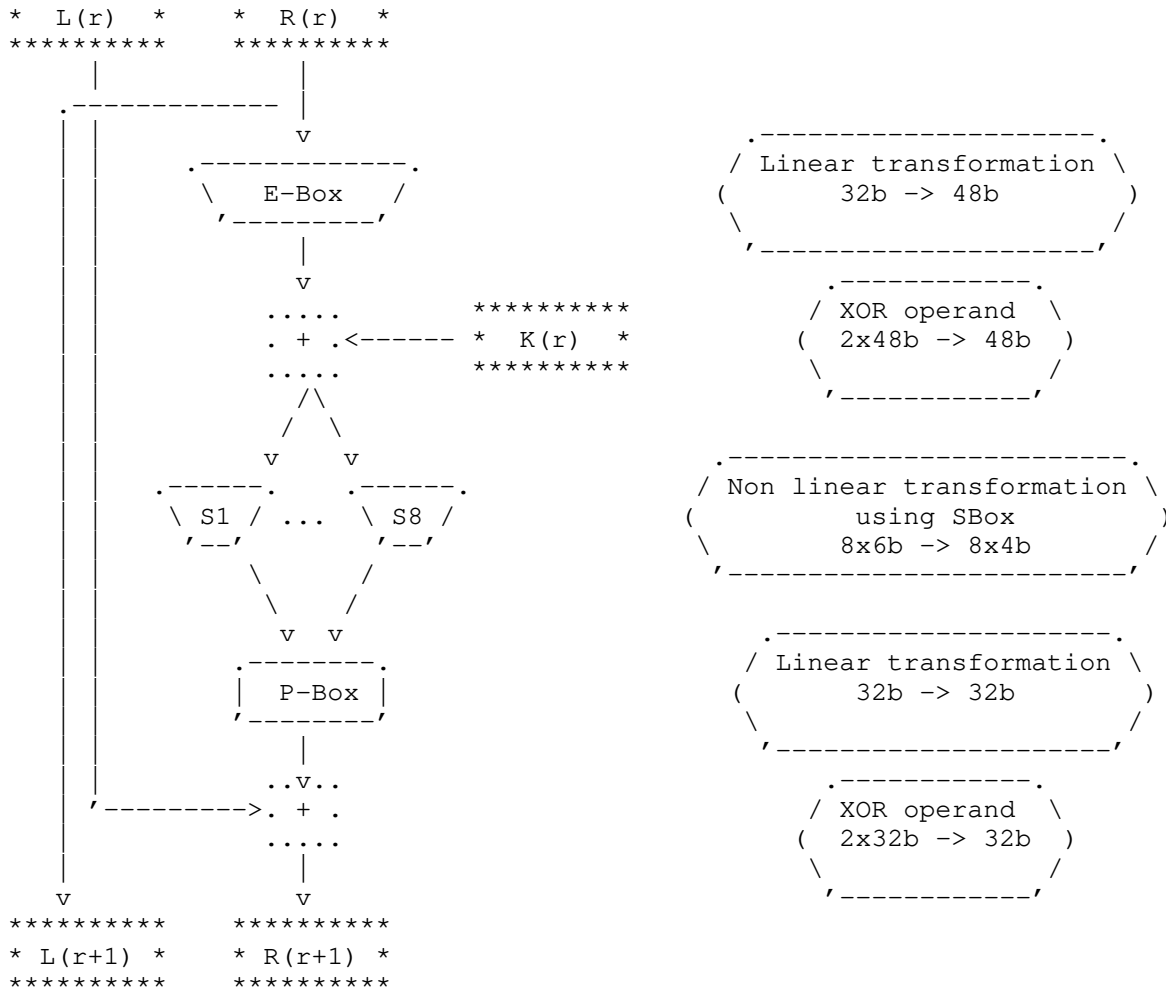 * L(r) * * R(r) *
********** **********
v
E-Box
Linear transformation
32b -> 48b
v
+ <------ * K(r) *
**********
**********
XOR operand
2x48b -> 48b
v v
S1 ... S8
Non linear transformation
using SBox
8x6b -> 8x4b
v v
P-Box
Linear transformation
32b -> 32b
v
+
XOR operand
2x32b -> 32b
v v
********** **********
* L(r+1) * * R(r+1) *
********** **********